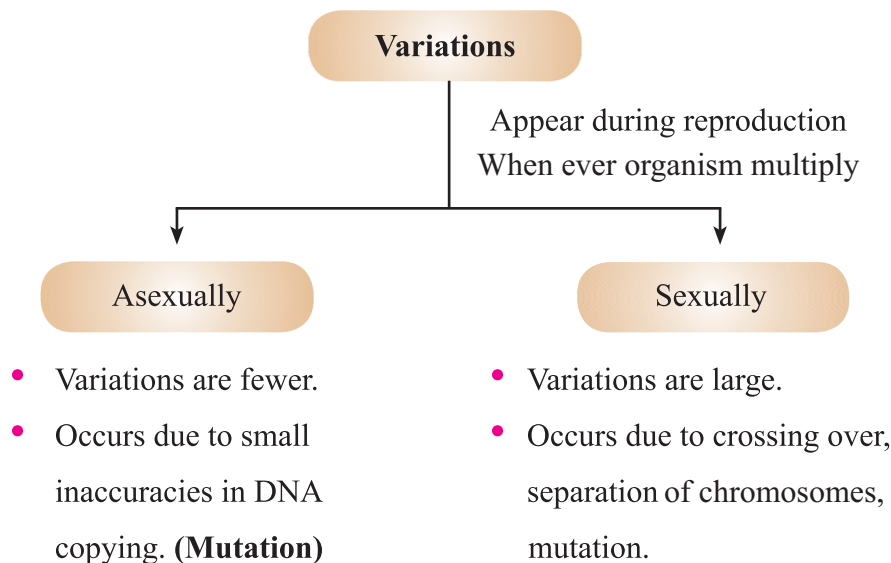 Variations
Appear during reproduction
When ever organism multiply
Asexually
• Variations are fewer.
• Occurs due to small
inaccuracies in DNA
copying. (Mutation)
Sexually
• Variations are large.
• Occurs due to crossing over,
separation of chromosomes,
mutation.